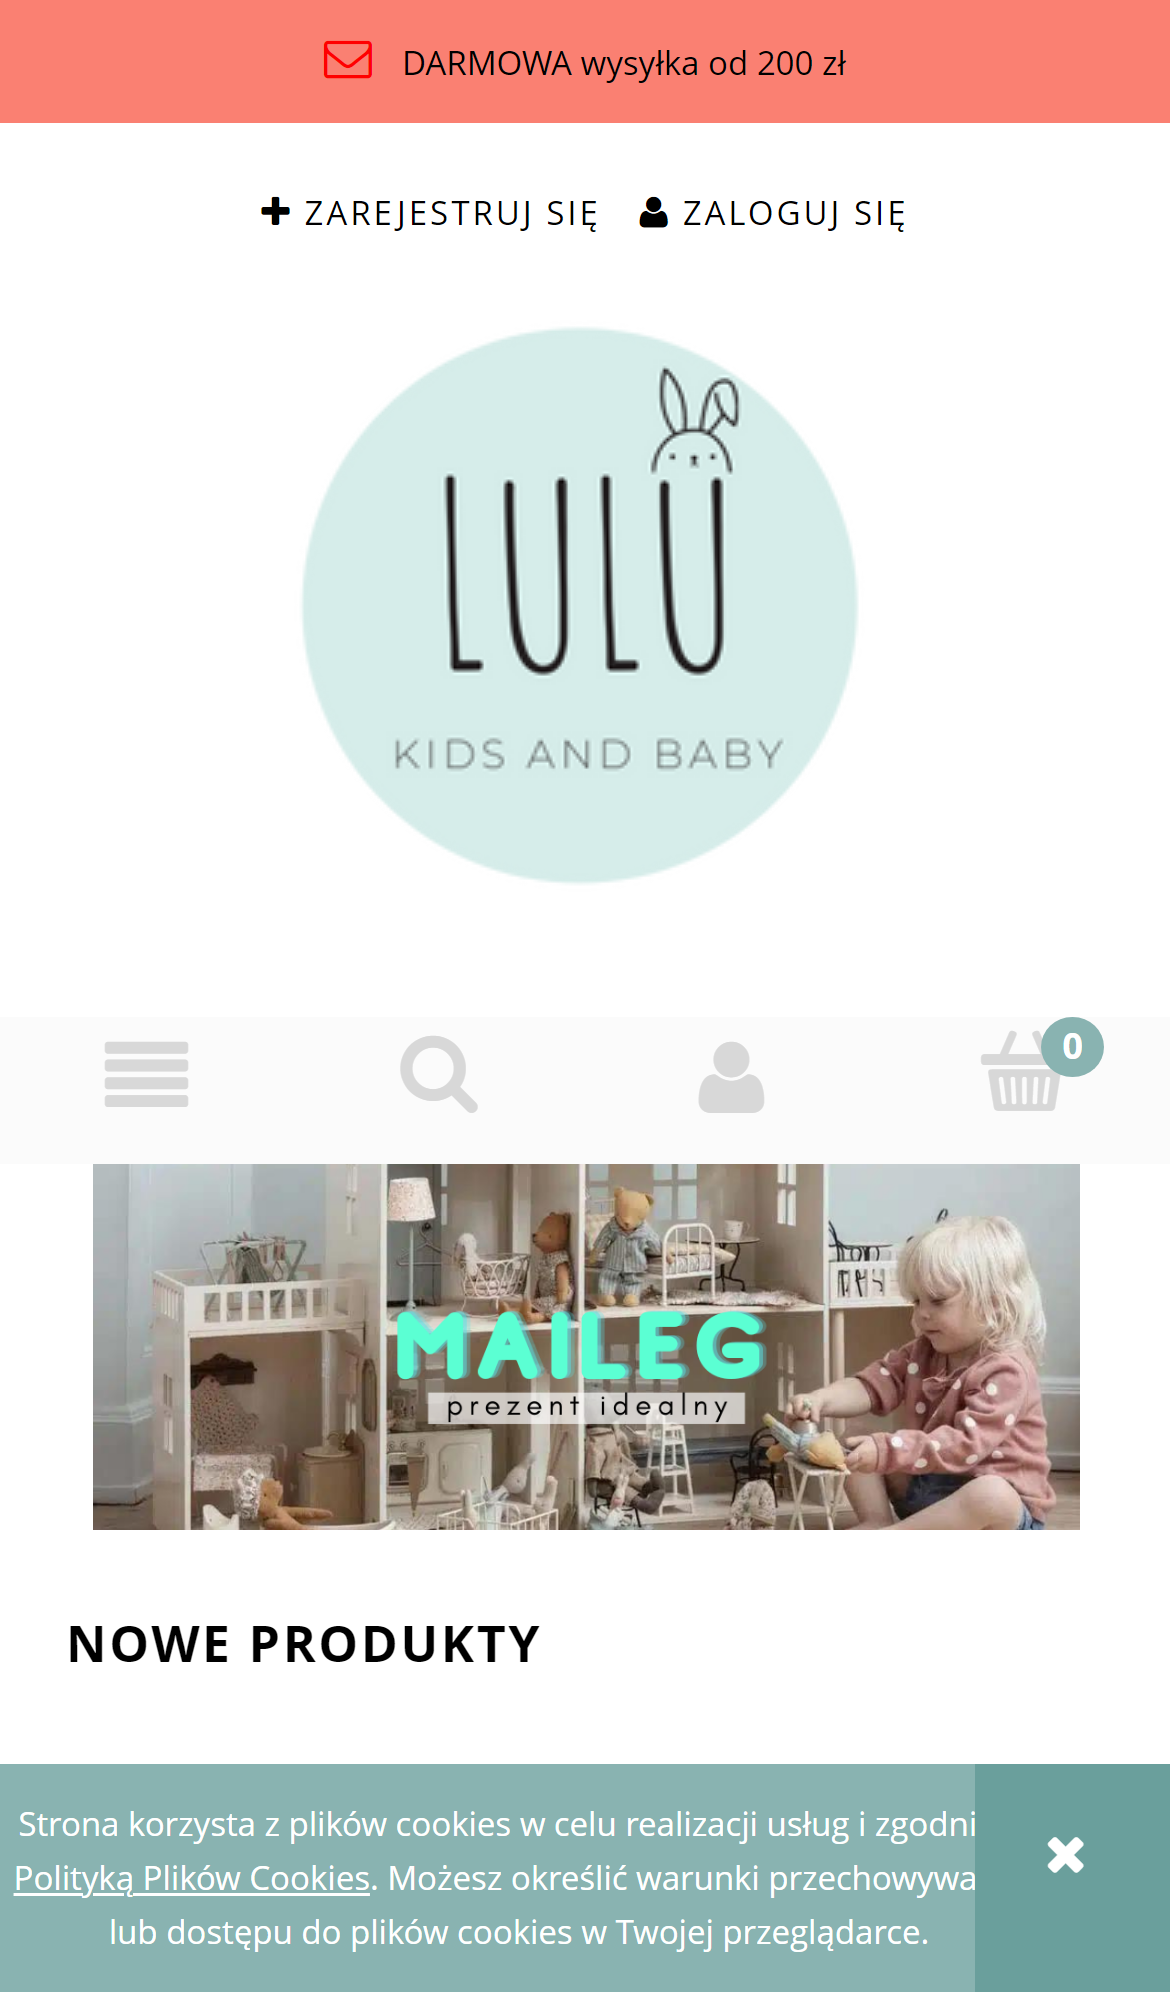 DARMOWA wysyłka od 200 zł
ZAREJESTRUJ SIĘ ZALOGUJ SIĘ
LULU
KIDS AND BABY
0
MAILEG
prezent idealny
NOWE PRODUKTY
Strona korzysta z plików cookies w celu realizacji usług i zgodni
Polityką Plików Cookies. Możesz określić warunki przechowywa
lub dostępu do plików cookies w Twojej przeglądarce.